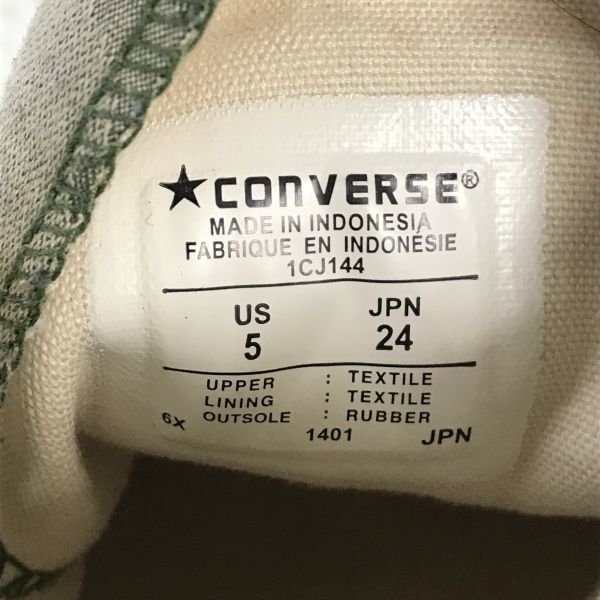 ★CONVERSE®
MADE IN INDONESIA
FABRIQUE EN INDONÉSIE
1CJ144
US JPN
5 24
UPPER : TEXTILE
LINING : TEXTILE
6X OUTSOLE : RUBBER
1401 JPN